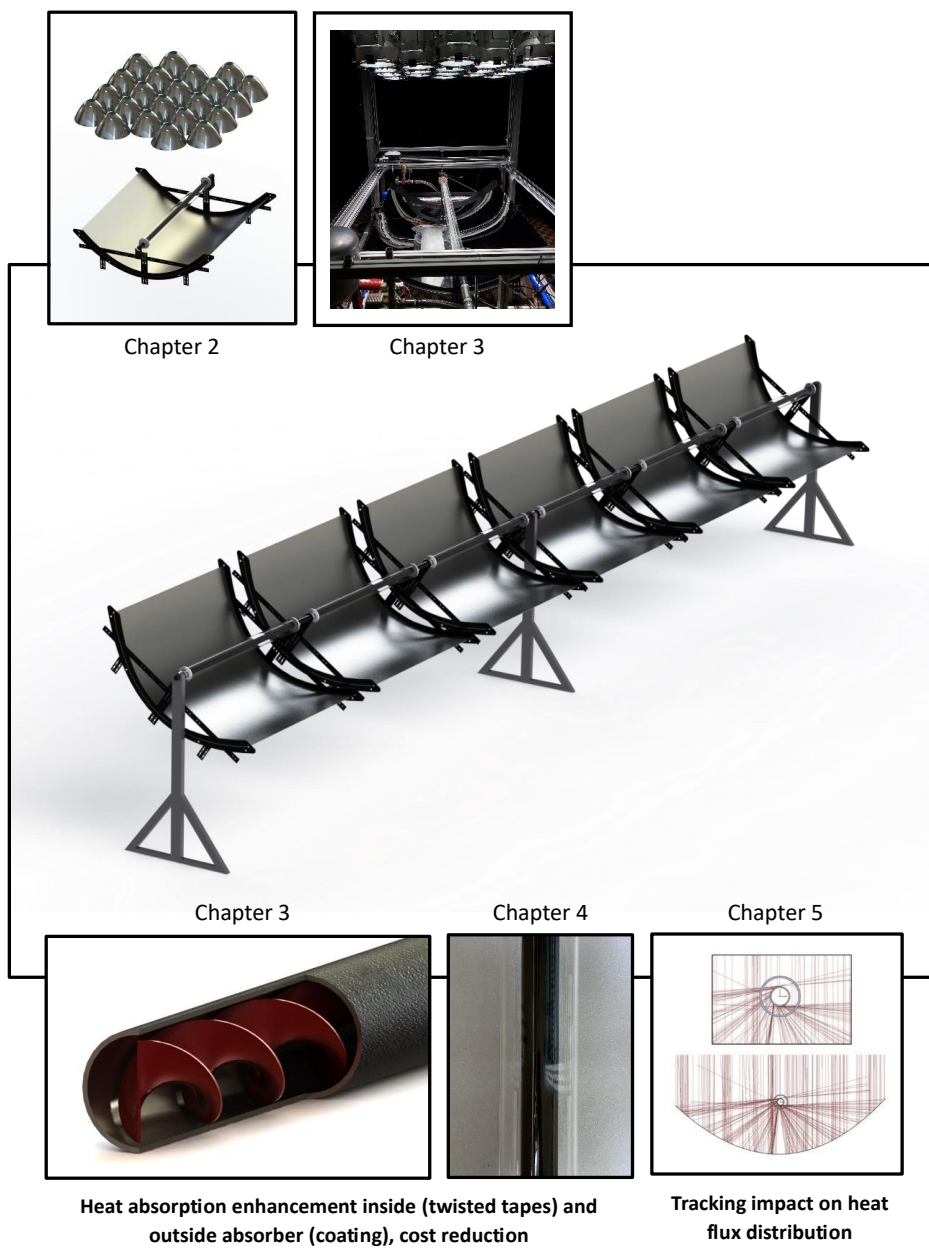 Chapter 2
Chapter 3
Chapter 3
Chapter 4
Chapter 5
Heat absorption enhancement inside (twisted tapes) and
outside absorber (coating), cost reduction
Tracking impact on heat
flux distribution